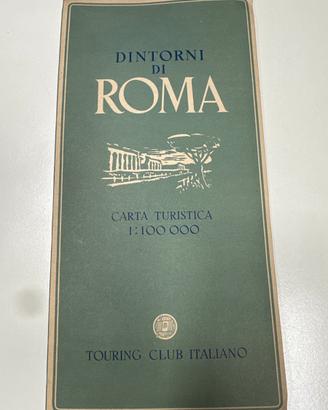 DINTORNI
DI
ROMA
CARTA TURISTICA
1:100 000
TOURING CLUB ITALIANO